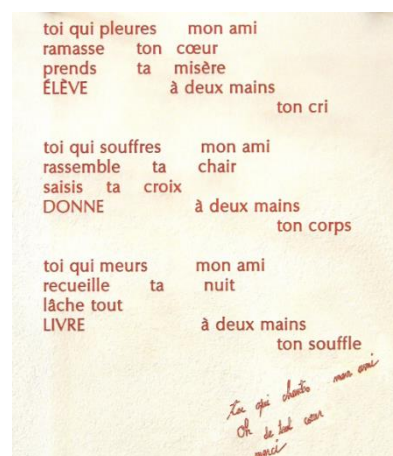 toi qui pleures mon ami
ramasse ton cœur
prends ta misère
ÉLÈVE à deux mains
ton cri
toi qui souffres mon ami
rassemble ta chair
saisis ta croix
DONNE à deux mains
ton corps
toi qui meurs mon ami
recueille ta nuit
lâche tout
LIVRE à deux mains
ton souffle
toi qui chantes mon ami
Oh de tout cœur
merci